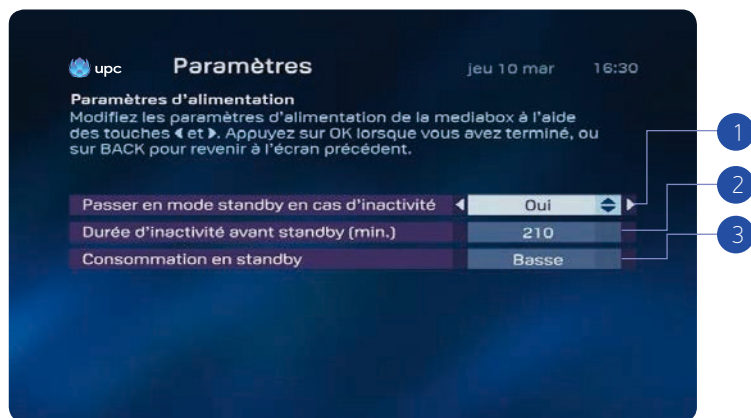 upc Paramètres jeu 10 mar 16:30
Paramètres d'alimentation
Modifiez les paramètres d'alimentation de la mediabox à l'aide
des touches ◀ et ▶. Appuyez sur OK lorsque vous avez terminé, ou
sur BACK pour revenir à l'écran précédent.
Passer en mode standby en cas d'inactivité Oui 1
Durée d'inactivité avant standby (min.) 210 2
Consommation en standby Basse 3